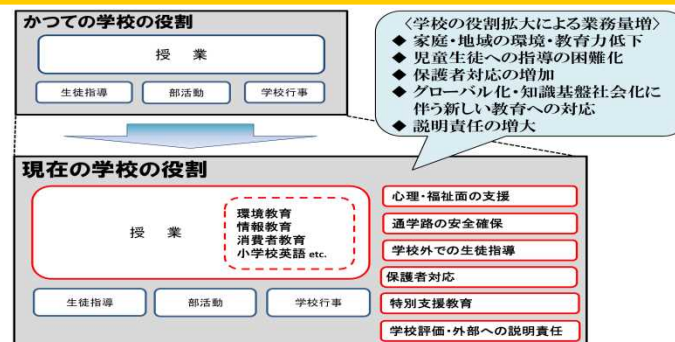 かつての学校の役割
授 業
生徒指導
部活動
学校行事
〈学校の役割拡大による業務量増〉
◆ 家庭・地域の環境・教育力低下
◆ 児童生徒への指導の困難化
◆ 保護者対応の増加
◆ グローバル化・知識基盤社会化に
伴う新しい教育への対応
◆ 説明責任の増大
現在の学校の役割
授 業
環境教育
情報教育
消費者教育
小学校英語 etc.
生徒指導
部活動
学校行事
心理・福祉面の支援
通学路の安全確保
学校外での生徒指導
保護者対応
特別支援教育
学校評価・外部への説明責任